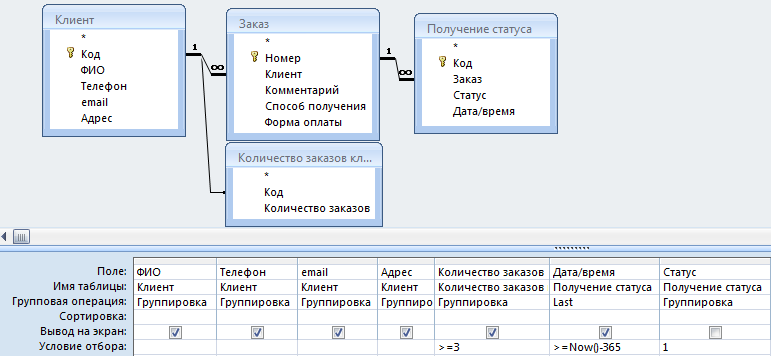 Клиент
*
Код
ФИО
Телефон
email
Адрес
1
∞
Заказ
*
Номер
Клиент
Комментарий
Способ получения
Форма оплаты
1
∞
Получение статуса
*
Код
Заказ
Статус
Дата/время
Количество заказов кл...
*
Код
Количество заказов
Поле: ФИО Телефон email Адрес Количество заказов Дата/время Статус
Имя таблицы: Клиент Клиент Клиент Клиент Количество заказов Получение статуса Получение статуса
Групповая операция: Группировка Группировка Группировка Группиро Группировка Last Группировка
Сортировка:
Вывод на экран:
Условие отбора: >=3 >=Now()-365 1